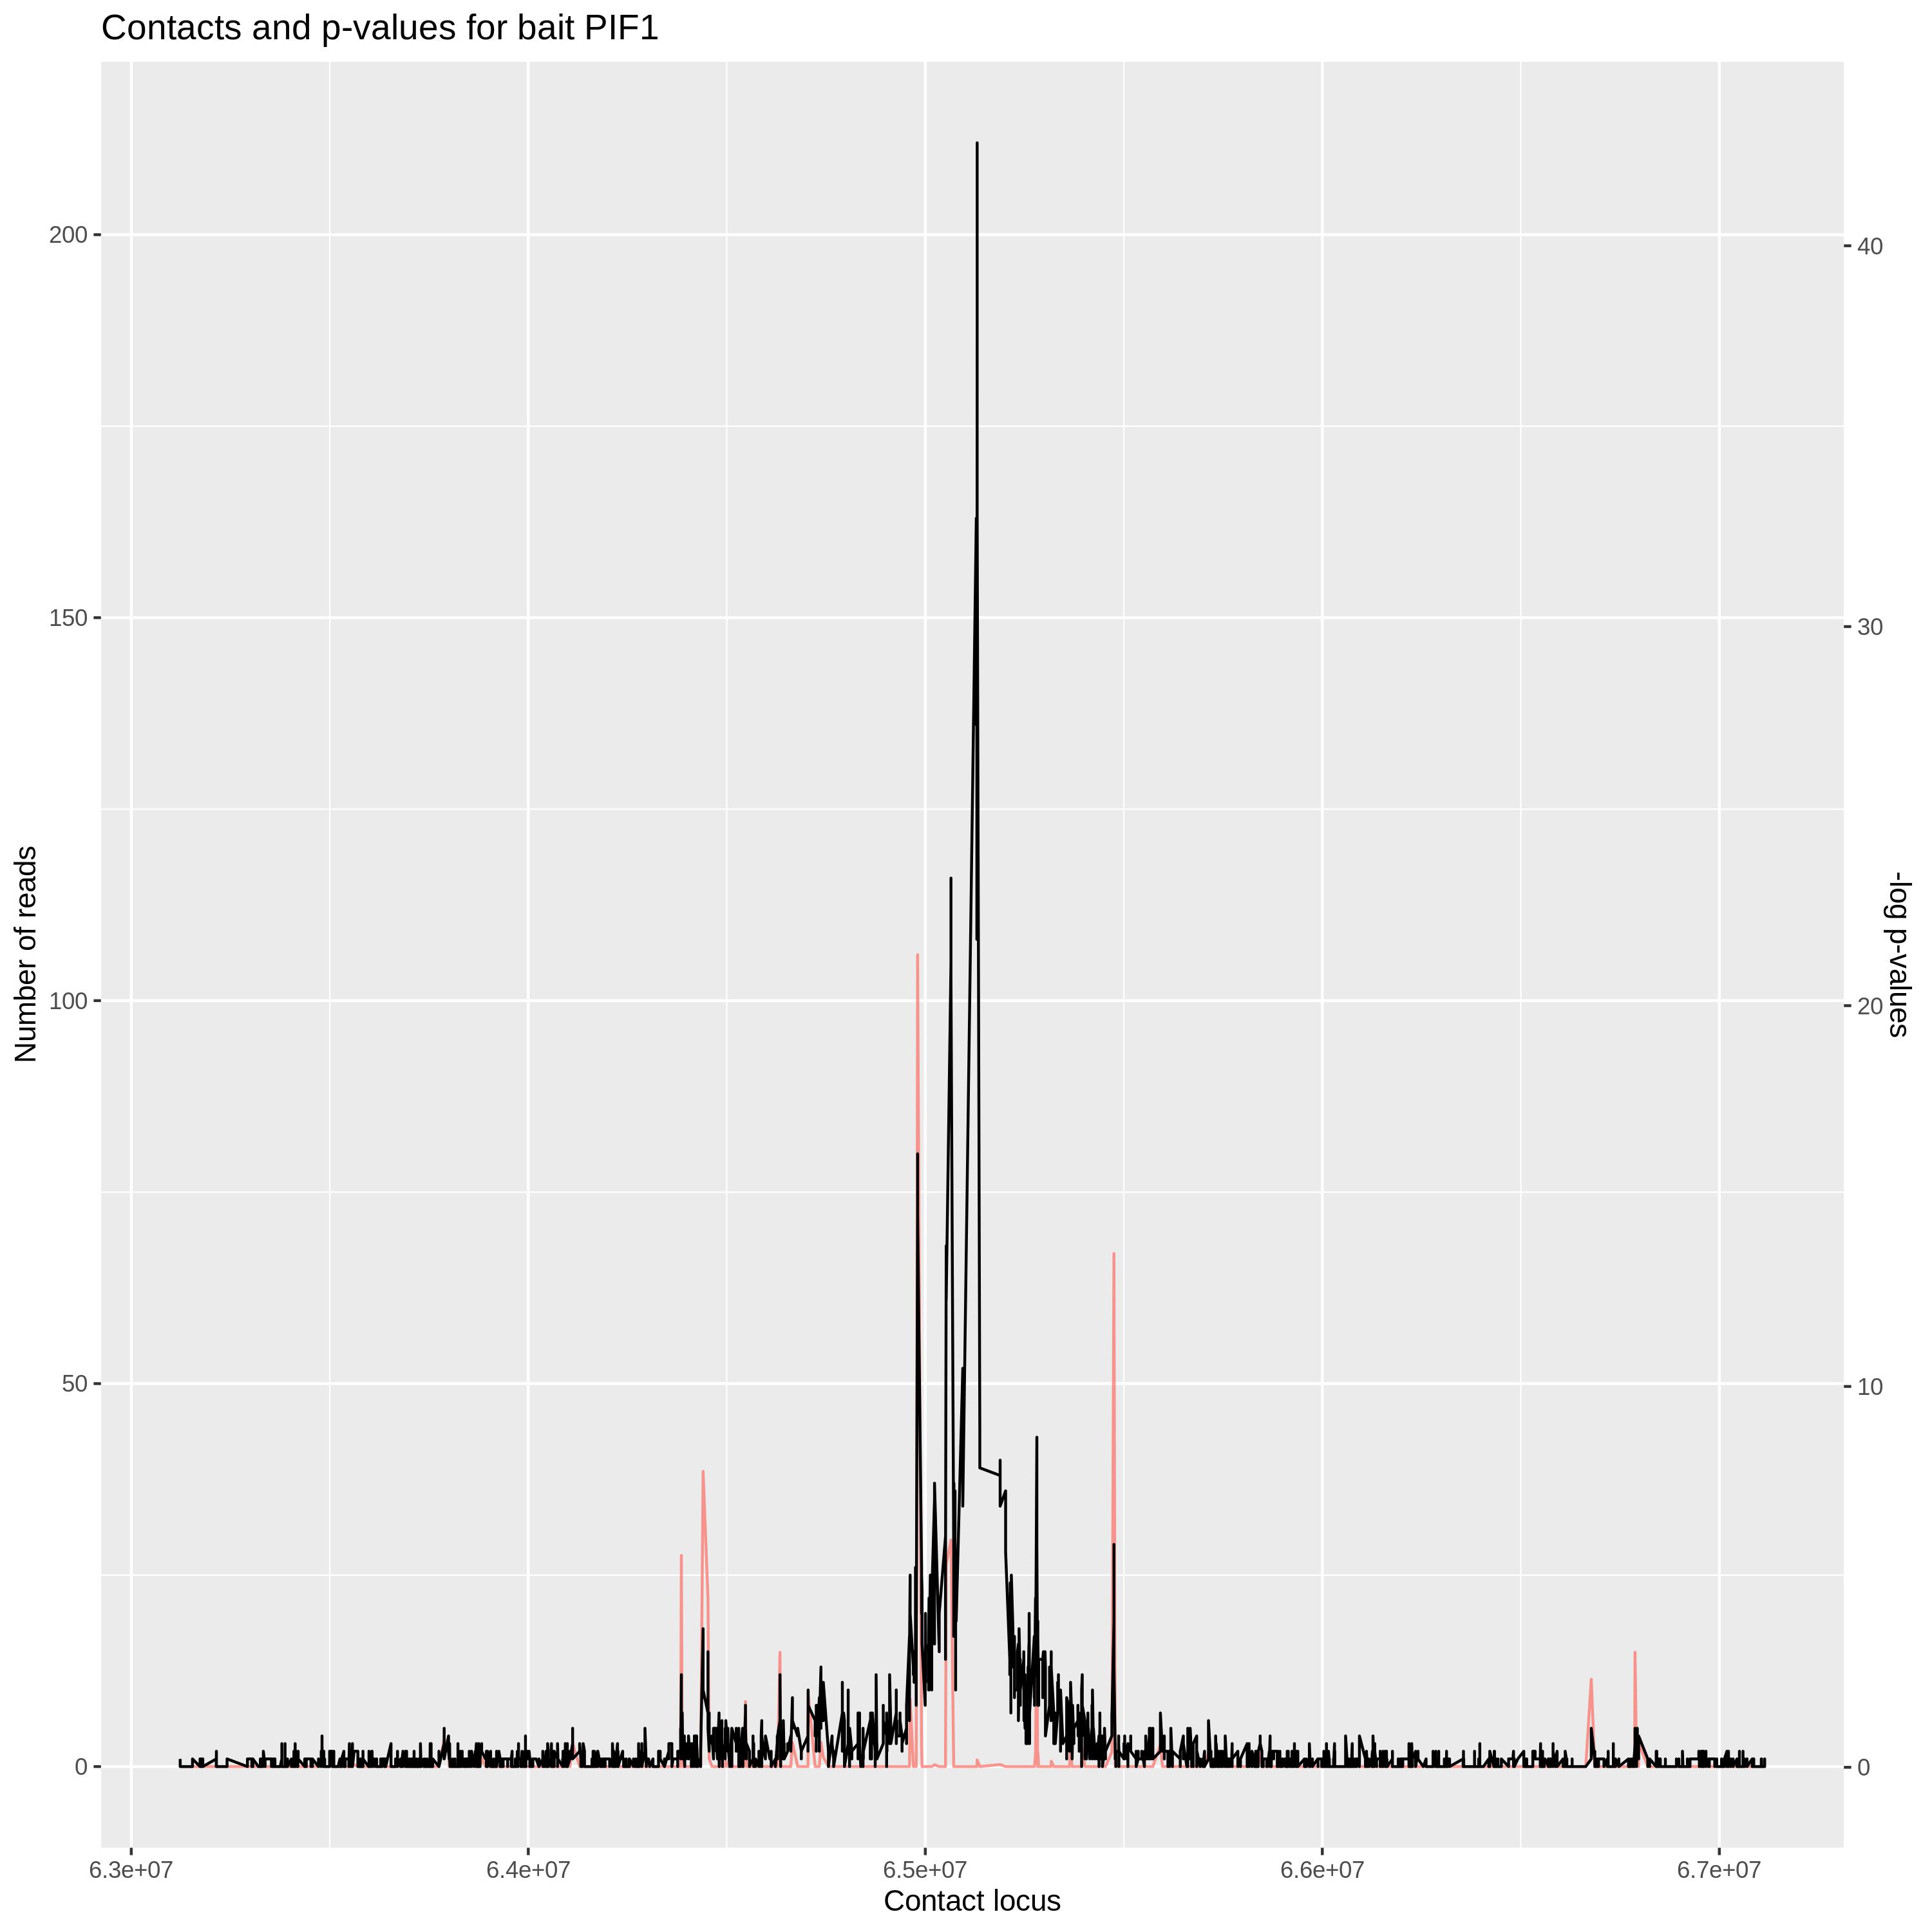 Contacts and p-values for bait PIF1
200
150
100
50
0
40
30
20
10
0
Number of reads
-log p-values
6.3e+07 6.4e+07 6.5e+07 6.6e+07 6.7e+07
Contact locus